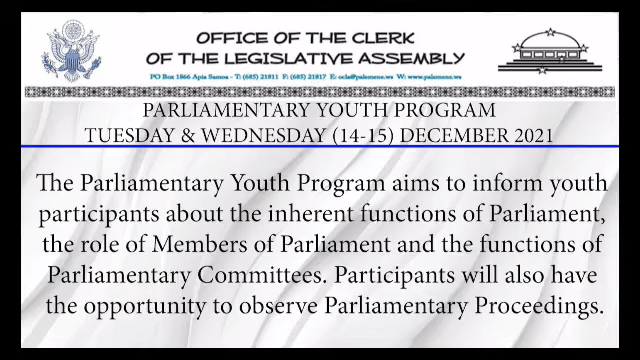 OFFICE OF THE CLERK
OF THE LEGISLATIVE ASSEMBLY
PO Box 1866 Apia Samoa - T: (685) 21811 F: (685) 21817 E: ocla@palemene.ws W: www.palemene.ws
PARLIAMENTARY YOUTH PROGRAM
TUESDAY & WEDNESDAY (14-15) DECEMBER 2021
The Parliamentary Youth Program aims to inform youth
participants about the inherent functions of Parliament,
the role of Members of Parliament and the functions of
Parliamentary Committees. Participants will also have
the opportunity to observe Parliamentary Proceedings.